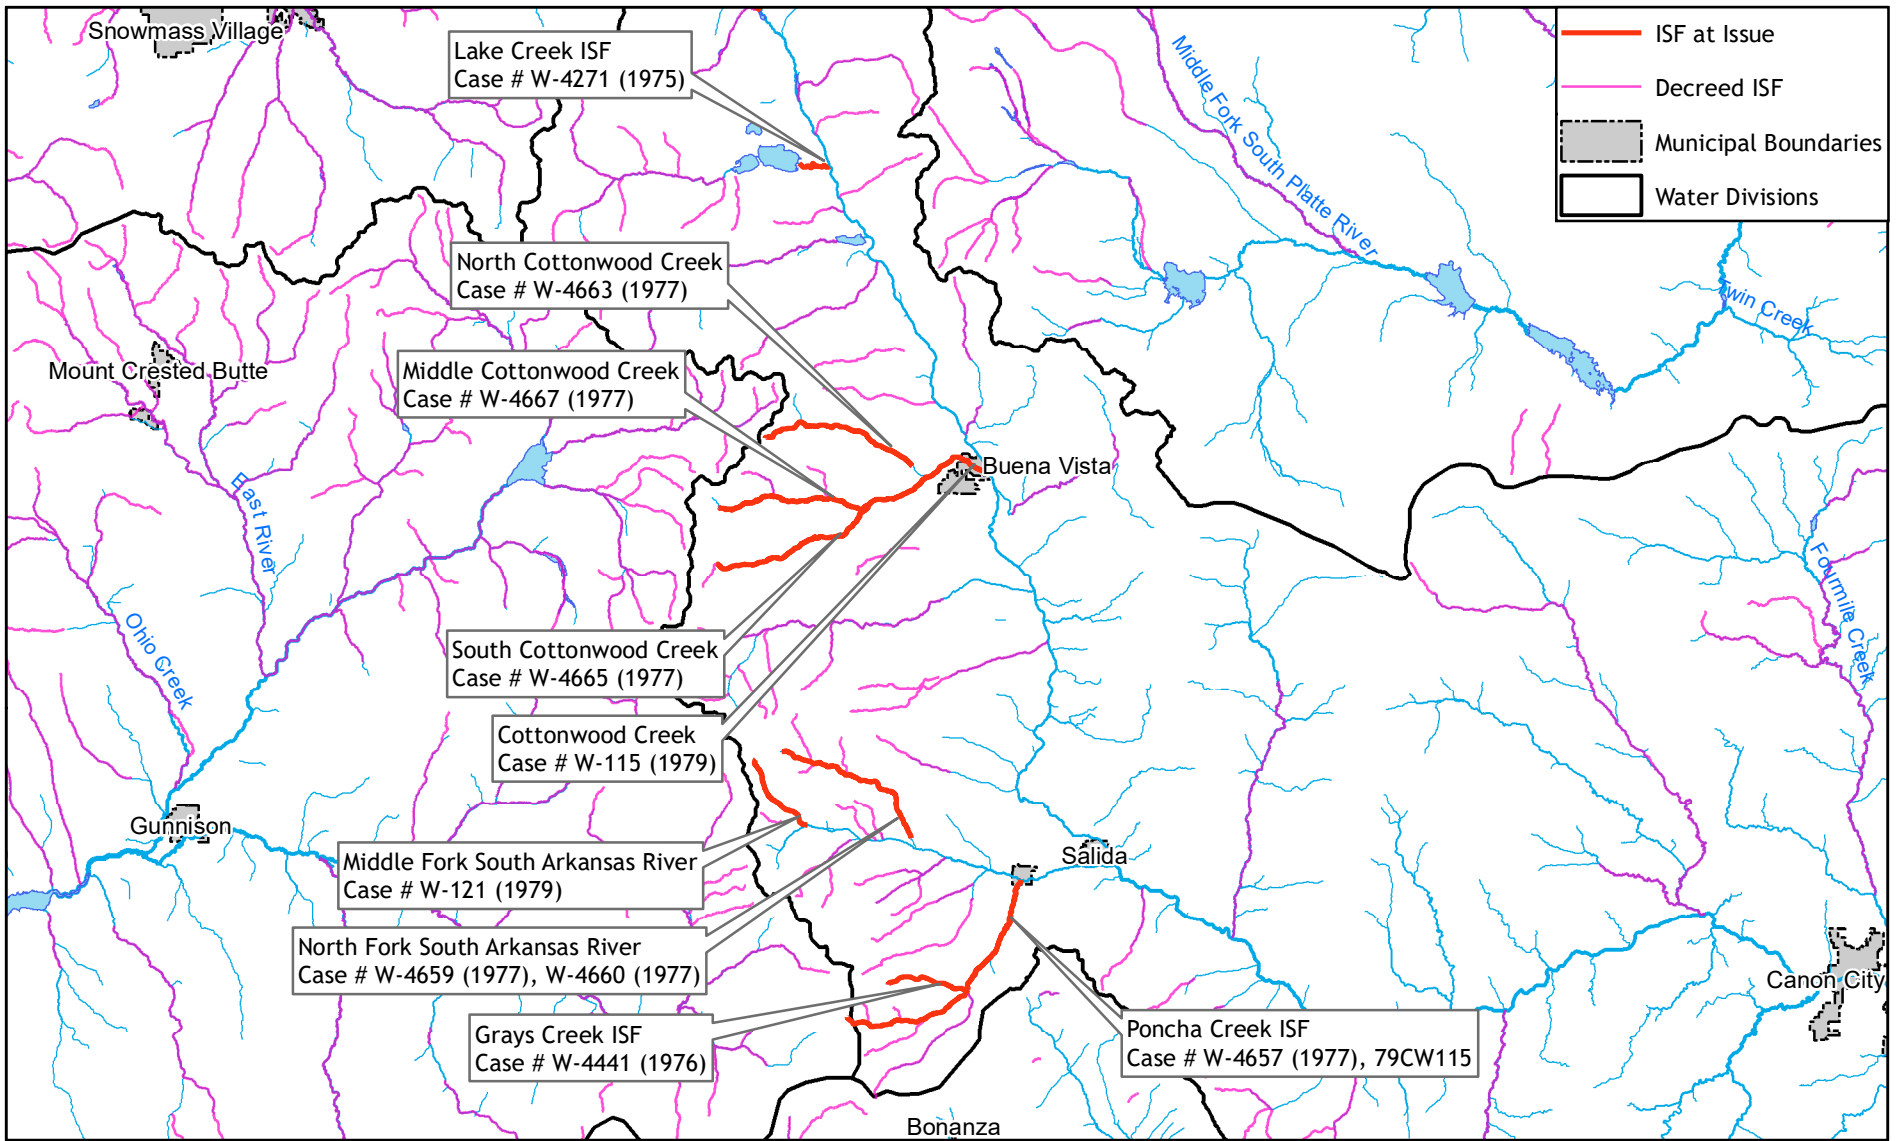 Snowmass Village
Lake Creek ISF
Case # W-4271 (1975)
Middle Fork South Platte River
ISF at Issue
Decreed ISF
Municipal Boundaries
Water Divisions
North Cottonwood Creek
Case # W-4663 (1977)
Twin Creek
Mount Crested Butte
Middle Cottonwood Creek
Case # W-4667 (1977)
Buena Vista
East River
Fourmile Creek
Ohio Creek
South Cottonwood Creek
Case # W-4665 (1977)
Cottonwood Creek
Case # W-115 (1979)
Gunnison
Middle Fork South Arkansas River
Case # W-121 (1979)
Salida
North Fork South Arkansas River
Case # W-4659 (1977), W-4660 (1977)
Canon City
Grays Creek ISF
Case # W-4441 (1976)
Poncha Creek ISF
Case # W-4657 (1977), 79CW115
Bonanza